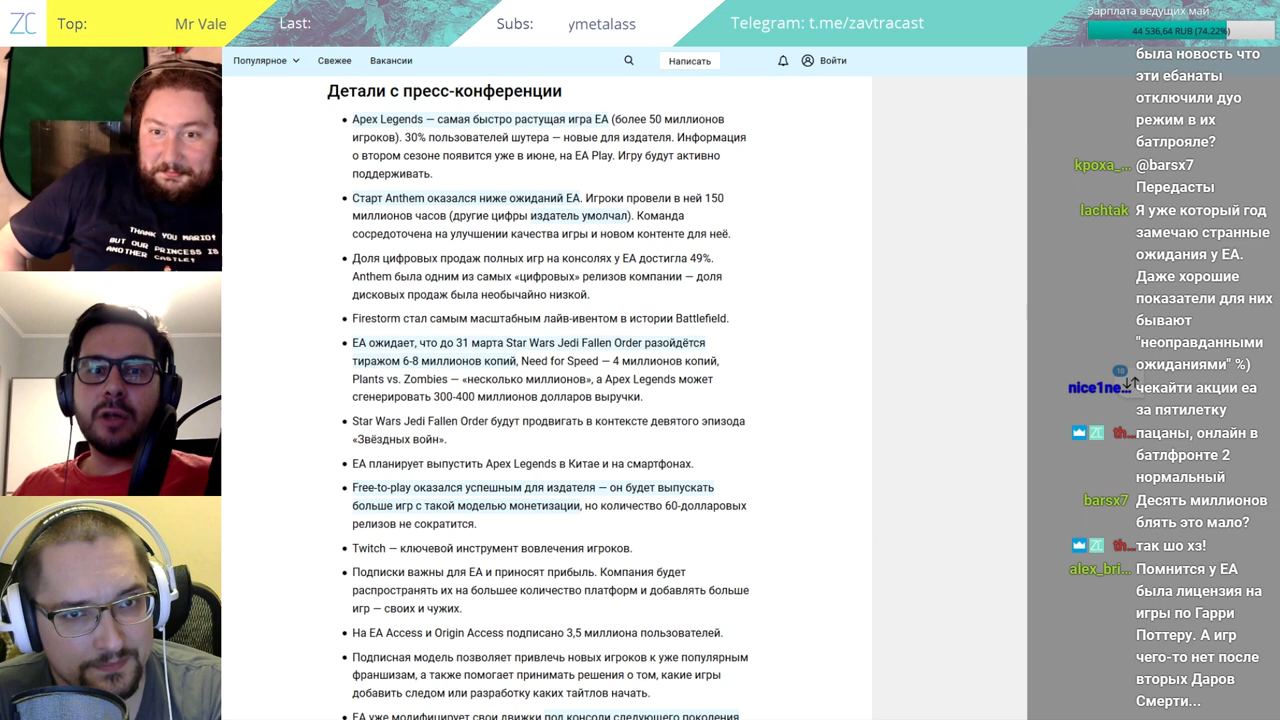 ZC Top: Mr Vale Last: Subs: ymetalass Telegram: t.me/zavtracast
Зарплата ведущих май
44 536,64 RUB (74.22%)
Популярное Свежее Вакансии Написать Войти
THANK YOU MARIO!
BUT OUR PRINCESS IS
ANOTHER CASTLE!
Детали с пресс-конференции
Apex Legends — самая быстро растущая игра EA (более 50 миллионов
игроков). 30% пользователей шутера — новые для издателя. Информация
о втором сезоне появится уже в июне, на EA Play. Игру будут активно
поддерживать.
Старт Anthem оказался ниже ожиданий EA. Игроки провели в ней 150
миллионов часов (другие цифры издатель умолчал). Команда
сосредоточена на улучшении качества игры и новом контенте для неё.
Доля цифровых продаж полных игр на консолях у EA достигла 49%.
Anthem была одним из самых «цифровых» релизов компании — доля
дисковых продаж была необычайно низкой.
Firestorm стал самым масштабным лайв-ивентом в истории Battlefield.
EA ожидает, что до 31 марта Star Wars Jedi Fallen Order разойдётся
тиражом 6-8 миллионов копий, Need for Speed — 4 миллионов копий,
Plants vs. Zombies — «несколько миллионов», а Apex Legends может
сгенерировать 300-400 миллионов долларов выручки.
Star Wars Jedi Fallen Order будут продвигать в контексте девятого эпизода
«Звёздных войн».
EA планирует выпустить Apex Legends в Китае и на смартфонах.
Free-to-play оказался успешным для издателя — он будет выпускать
больше игр с такой моделью монетизации, но количество 60-долларовых
релизов не сократится.
Twitch — ключевой инструмент вовлечения игроков.
Подписки важны для EA и приносят прибыль. Компания будет
распространять их на большее количество платформ и добавлять больше
игр — своих и чужих.
На EA Access и Origin Access подписано 3,5 миллиона пользователей.
Подписная модель позволяет привлечь новых игроков к уже популярным
франшизам, а также помогает принимать решения о том, какие игры
добавить следом или разработку каких тайтлов начать.
EA уже модифицирует свои движки под консоли следующего поколения
была новость что
эти ебанаты
отключили дуо
режим в их
батлрояле?
kpoxa_... @barsx7
Передасты
lachtak Я уже который год
замечаю странные
ожидания у EA.
Даже хорошие
показатели для них
бывают
"неоправданными
ожиданиями" %)
10
nice1ne... чекайти акции еа
за пятилетку
ZC th... пацаны, онлайн в
батлфронте 2
нормальный
barsx7 Десять миллионов
блять это мало?
ZC th... так шо хз!
alex_bri... Помнится у EA
была лицензия на
игры по Гарри
Поттеру. А игр
чего-то нет после
вторых Даров
Смерти...